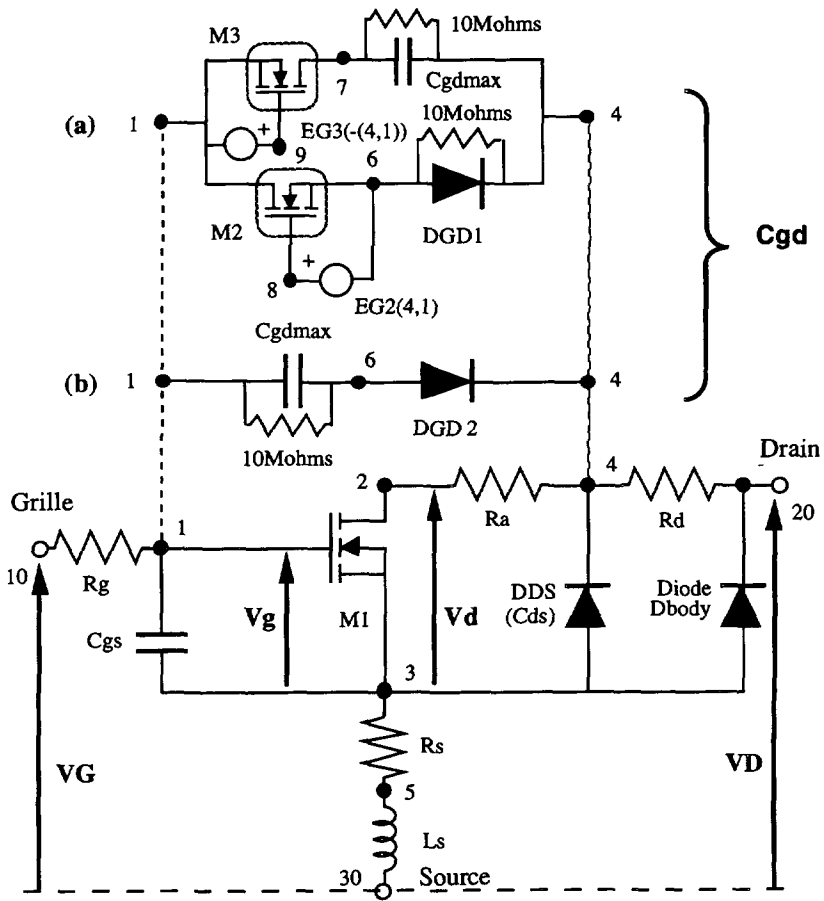 10Mohms
M3
7
Cgdmax
(a)
1
4
10Mohms
+
EG3(-(4,1))
9
6
M2
DGD1
Cgd
+
8
EG2(4,1)
Cgdmax
6
(b)
1
4
DGD 2
10Mohms
Drain
2
4
Grille
20
1
Ra
Rd
10
Rg
DDS
(Cds)
Diode
Dbody
Vg
M1
Vd
Cgs
3
Rs
VG
VD
5
Ls
30
Source